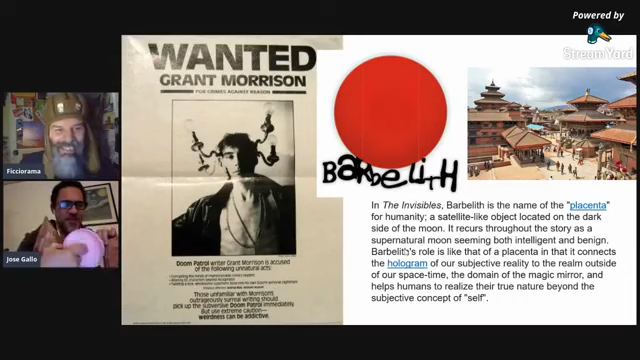 Powered by
StreamYard
WANTED
GRANT MORRISON
FOR CRIMES AGAINST REASON
Ficciorama
Jose Gallo
BARbELiTH
Doom Patrol writer Grant Morrison is accused
of the following unnatural acts:
Those unfamiliar with Morrison's
outrageously surreal writing should
pick up the subversive Doom Patrol immediately.
But use extreme caution—
weirdness can be addictive.
In The Invisibles, Barbelith is the name of the "placenta"
for humanity; a satellite-like object located on the dark
side of the moon. It recurs throughout the story as a
supernatural moon seeming both intelligent and benign.
Barbelith's role is like that of a placenta in that it connects
the hologram of our subjective reality to the realm outside
of our space-time, the domain of the magic mirror, and
helps humans to realize their true nature beyond the
subjective concept of "self".